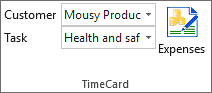 Customer Mousy Produc
Task Health and saf
Expenses
TimeCard